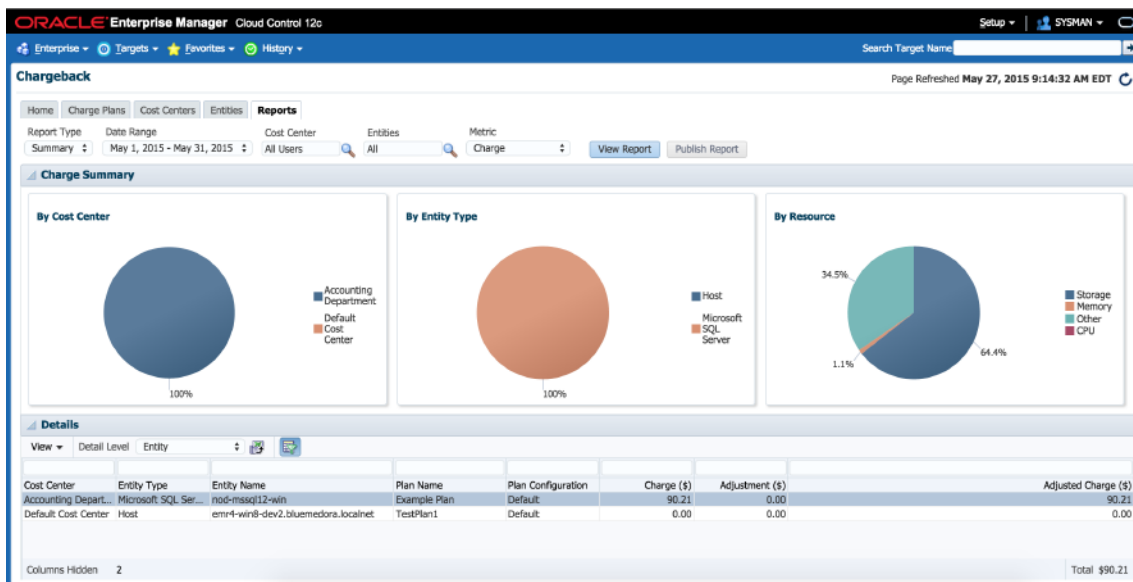 ORACLE Enterprise Manager Cloud Control 12c
Setup SYSMAN
Enterprise Targets Favorites History Search Target Name
Chargeback Page Refreshed May 27, 2015 9:14:32 AM EDT
Home Charge Plans Cost Centers Entities Reports
Report Type Date Range Cost Center Entities Metric
Summary May 1, 2015 - May 31, 2015 All Users All Charge View Report Publish Report
Charge Summary
By Cost Center
Accounting
Department
Default
Cost
Center
100%
By Entity Type
Host
Microsoft
SQL
Server
100%
By Resource
34.5%
Storage
Memory
Other
CPU
64.4%
1.1%
Details
View Detail Level Entity
Cost Center Entity Type Entity Name Plan Name Plan Configuration Charge ($) Adjustment ($) Adjusted Charge ($)
Accounting Depart... Microsoft SQL Ser... nod-mssql12-win Example Plan Default 90.21 0.00 90.21
Default Cost Center Host emr4-win8-dev2.bluemedora.localnet TestPlan1 Default 0.00 0.00 0.00
Columns Hidden 2 Total $90.21